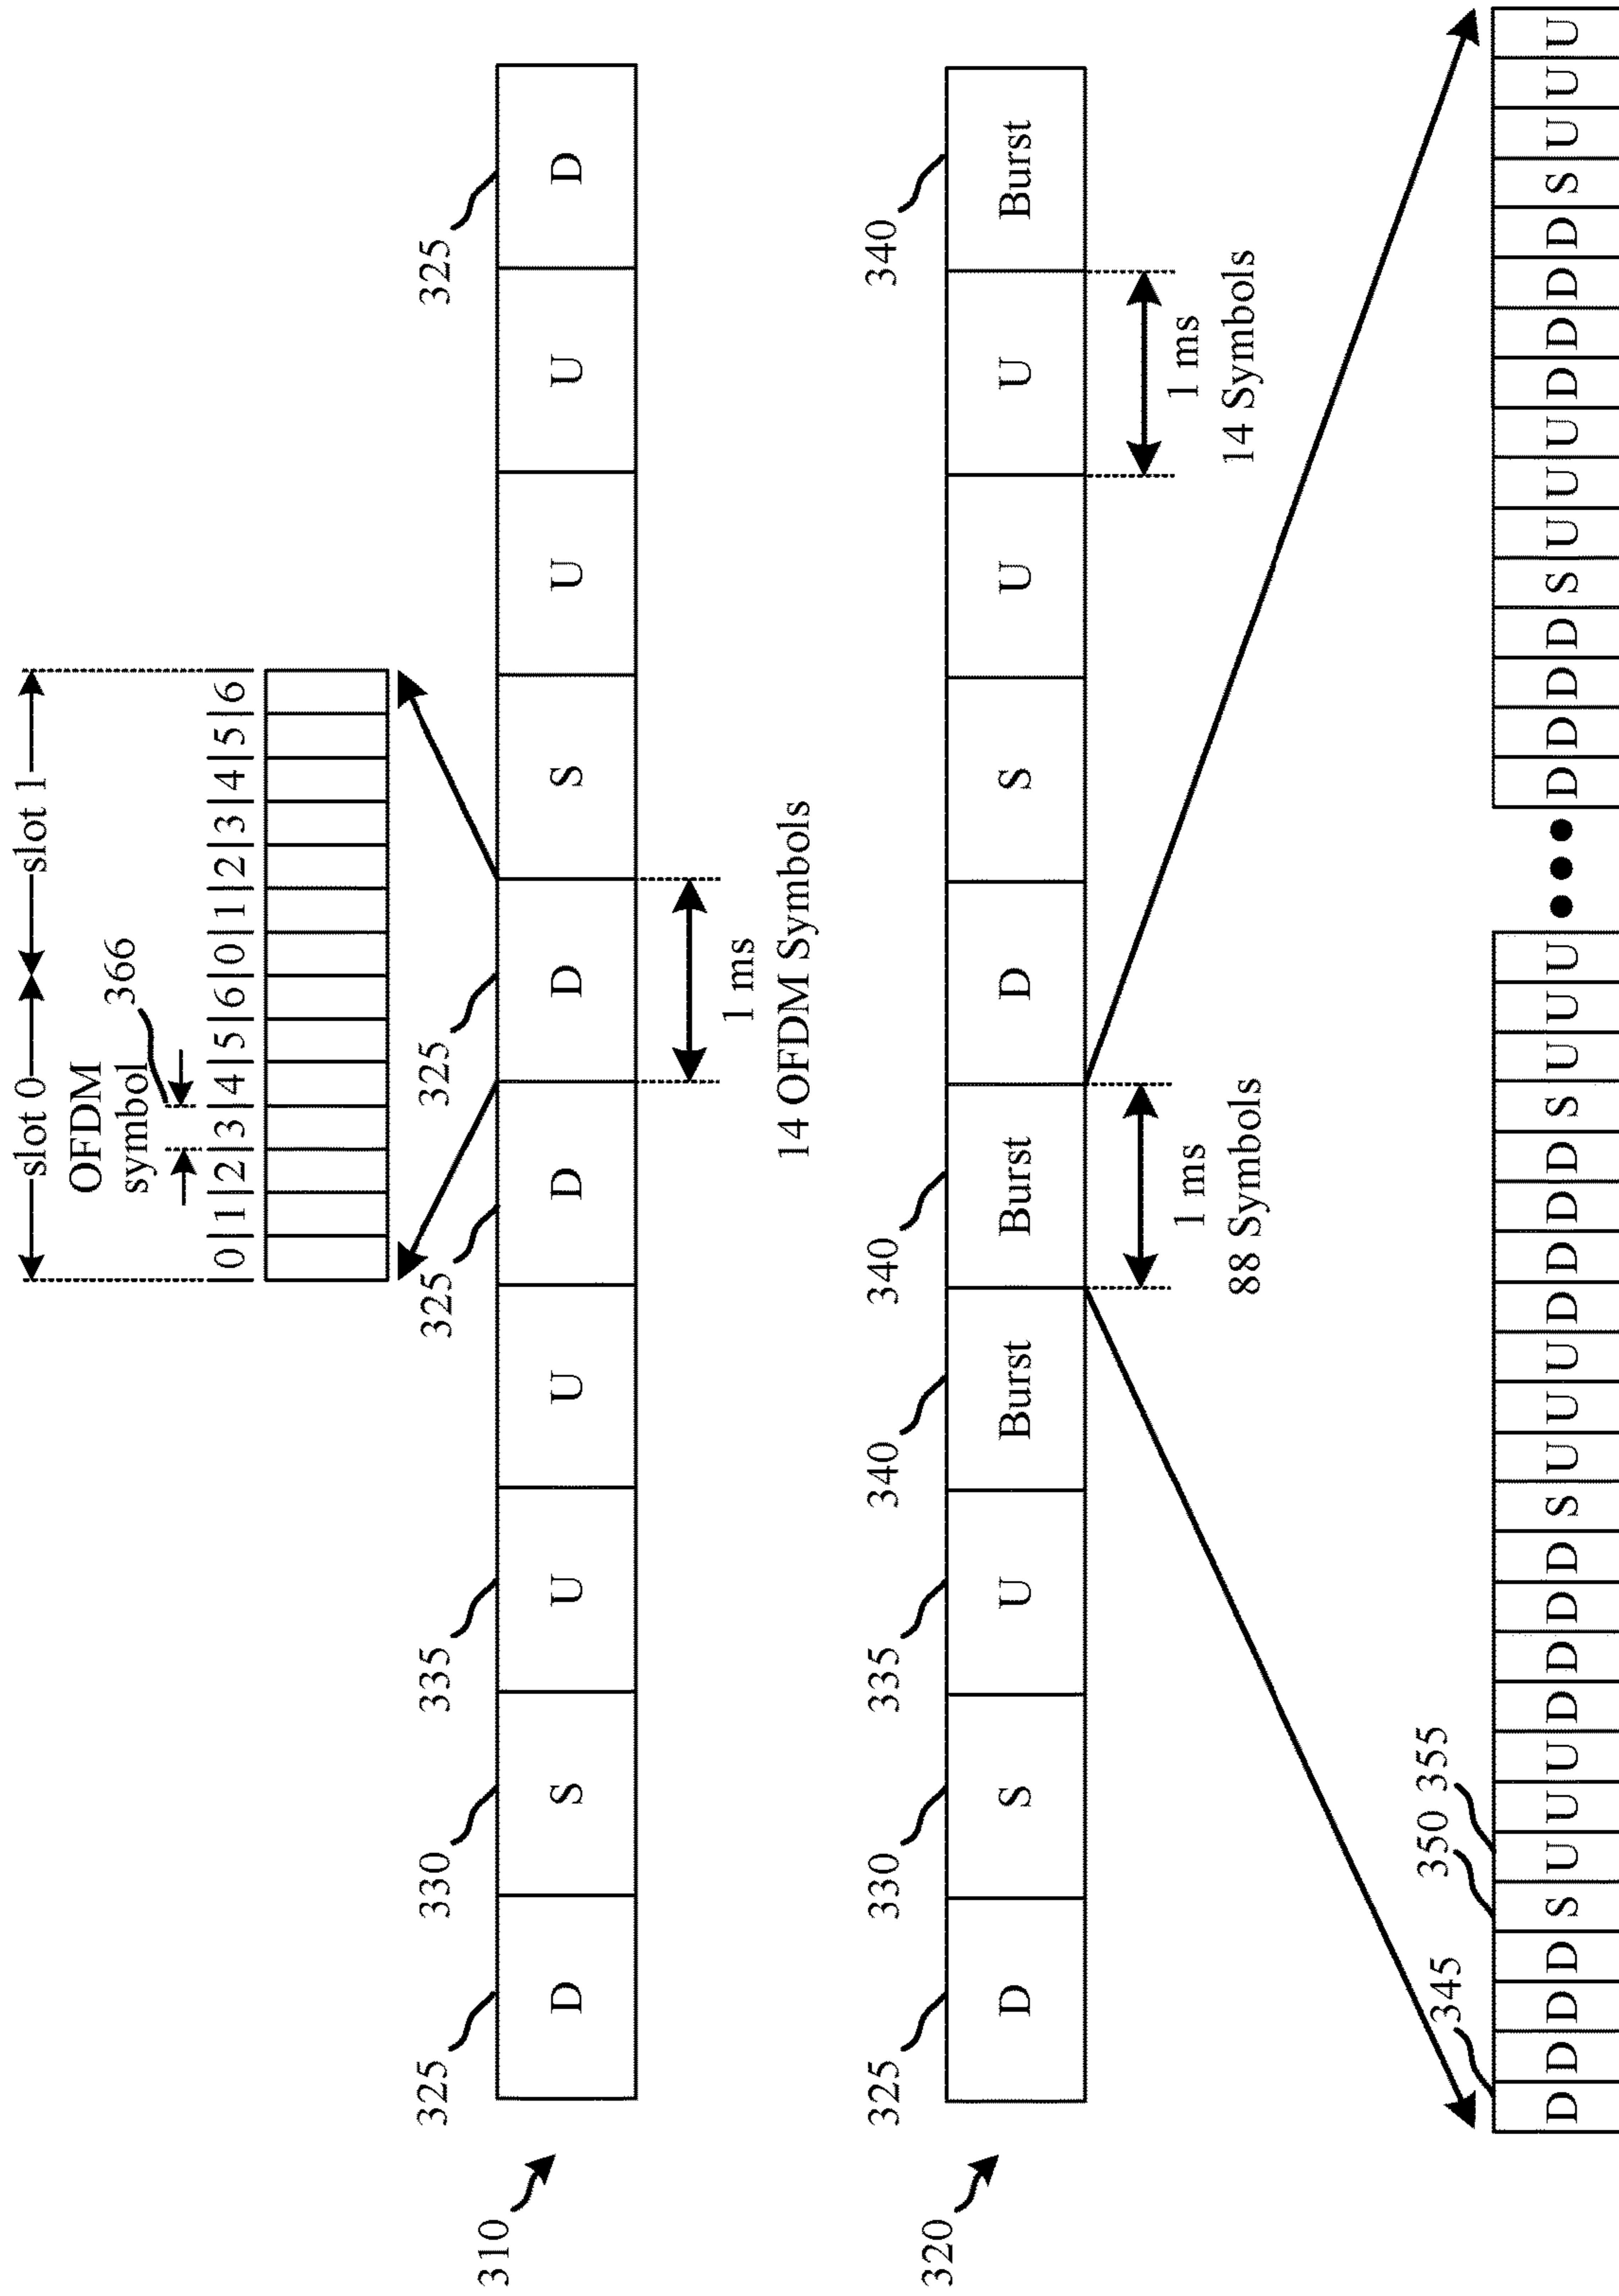 slot 0 slot 1
OFDM
symbol 366
0 1 2 3 4 5 6 0 1 2 3 4 5 6
325 330 335 325 325 325
D S U U D D S U U D
310
1 ms
14 OFDM Symbols
325 330 335 340 340 340
D S U Burst Burst D S U U Burst
320
1 ms 1 ms
88 Symbols 14 Symbols
345 350 355
D D D D S U U U D D D D S U U U D D D D S U U U ••• D D D D S U U U D D D D S U U U